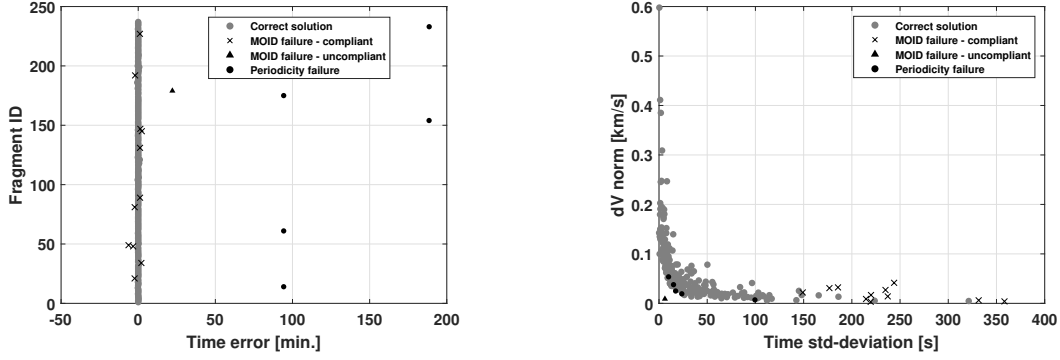 250
200
150
100
50
0
Fragment ID
-50 0 50 100 150 200
Time error [min.]
Correct solution
MOID failure - compliant
MOID failure - uncompliant
Periodicity failure
0.6
0.5
0.4
0.3
0.2
0.1
0
dV norm [km/s]
0 50 100 150 200 250 300 350 400
Time std-deviation [s]
Correct solution
MOID failure - compliant
MOID failure - uncompliant
Periodicity failure